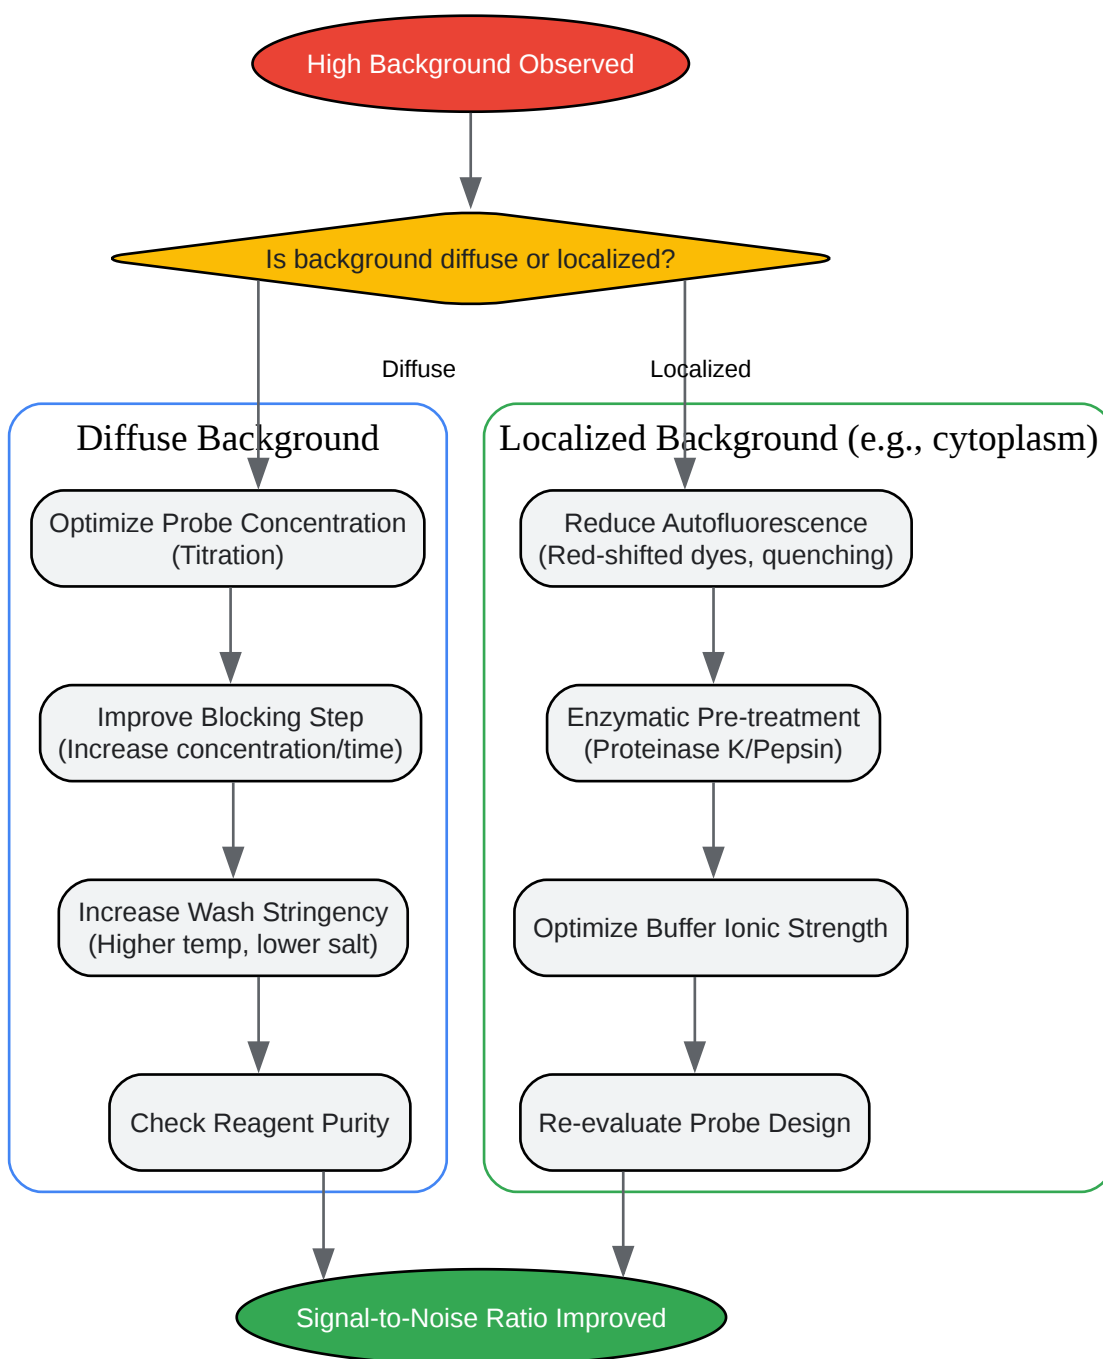 High Background Observed
Is background diffuse or localized?
Diffuse
Localized
Diffuse Background
Optimize Probe Concentration
(Titration)
Improve Blocking Step
(Increase concentration/time)
Increase Wash Stringency
(Higher temp, lower salt)
Check Reagent Purity
Localized Background (e.g., cytoplasm)
Reduce Autofluorescence
(Red-shifted dyes, quenching)
Enzymatic Pre-treatment
(Proteinase K/Pepsin)
Optimize Buffer Ionic Strength
Re-evaluate Probe Design
Signal-to-Noise Ratio Improved